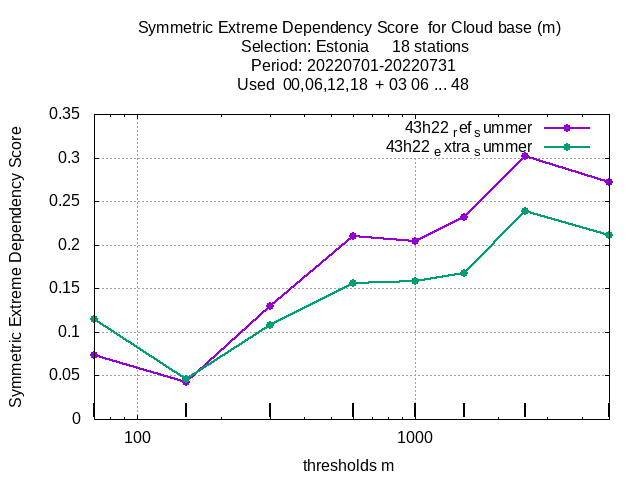 Symmetric Extreme Dependency Score for Cloud base (m)
Selection: Estonia 18 stations
Period: 20220701-20220731
Used 00,06,12,18 + 03 06 ... 48
43h22 ref summer
43h22 extra summer
Symmetric Extreme Dependency Score
0.35
0.3
0.25
0.2
0.15
0.1
0.05
0
100 1000
thresholds m